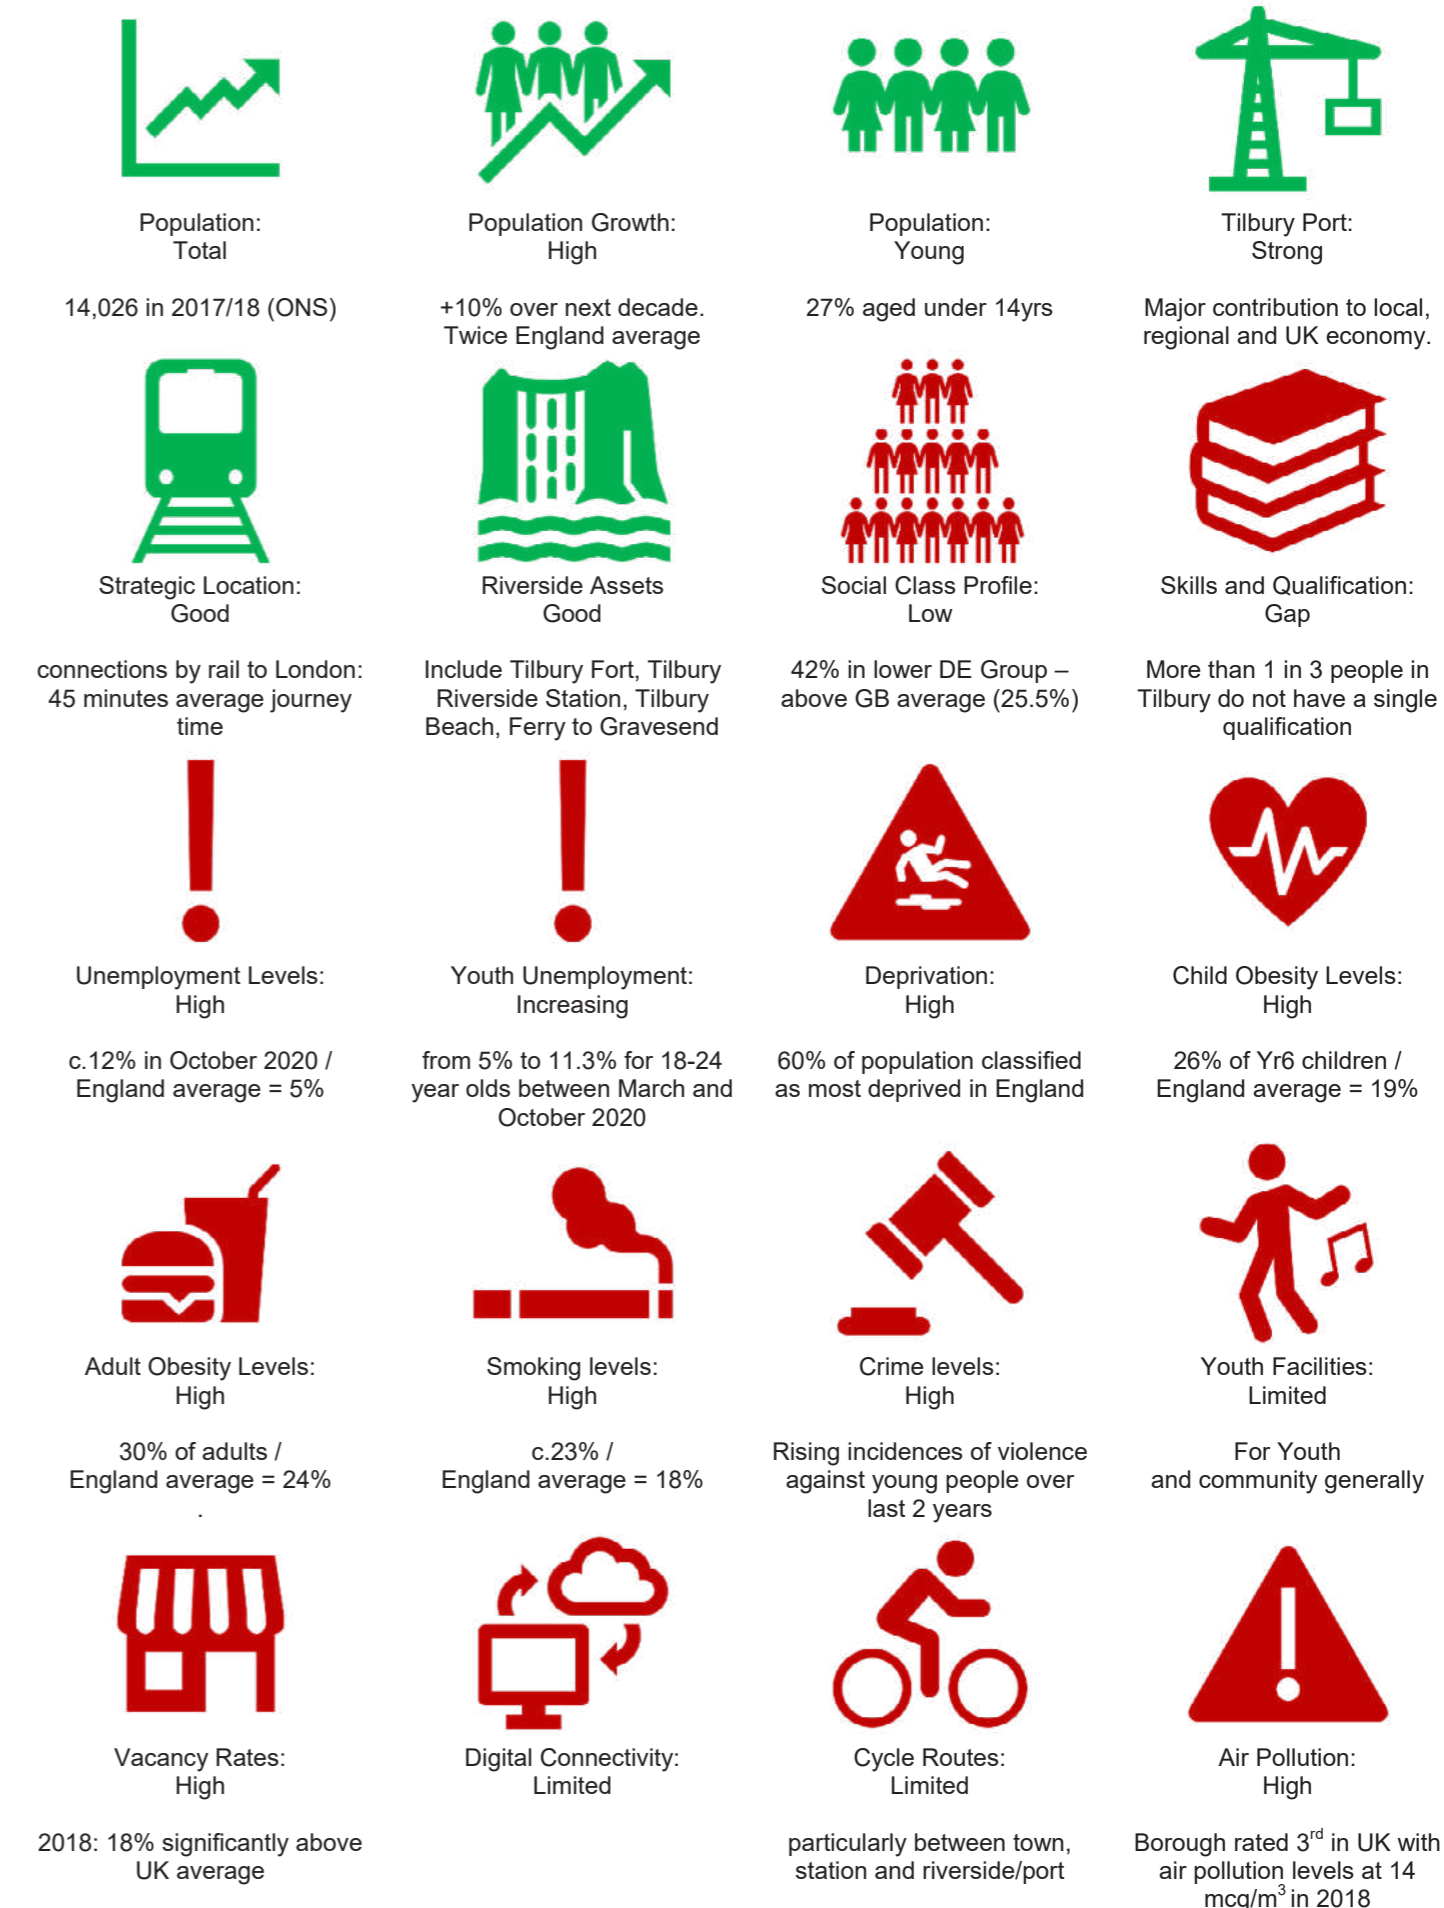 Population:
Total
14,026 in 2017/18 (ONS)
Population Growth:
High
+10% over next decade.
Twice England average
Population:
Young
27% aged under 14yrs
Tilbury Port:
Strong
Major contribution to local,
regional and UK economy.
Strategic Location:
Good
connections by rail to London:
45 minutes average journey
time
Riverside Assets
Good
Include Tilbury Fort, Tilbury
Riverside Station, Tilbury
Beach, Ferry to Gravesend
Social Class Profile:
Low
42% in lower DE Group –
above GB average (25.5%)
Skills and Qualification:
Gap
More than 1 in 3 people in
Tilbury do not have a single
qualification
Unemployment Levels:
High
c.12% in October 2020 /
England average = 5%
Youth Unemployment:
Increasing
from 5% to 11.3% for 18-24
year olds between March and
October 2020
Deprivation:
High
60% of population classified
as most deprived in England
Child Obesity Levels:
High
26% of Yr6 children /
England average = 19%
Adult Obesity Levels:
High
30% of adults /
England average = 24%
.
Smoking levels:
High
c.23% /
England average = 18%
Crime levels:
High
Rising incidences of violence
against young people over
last 2 years
Youth Facilities:
Limited
For Youth
and community generally
Vacancy Rates:
High
2018: 18% significantly above
UK average
Digital Connectivity:
Limited
Cycle Routes:
Limited
particularly between town,
station and riverside/port
Air Pollution:
High
Borough rated 3rd in UK with
air pollution levels at 14
mcg/m3 in 2018